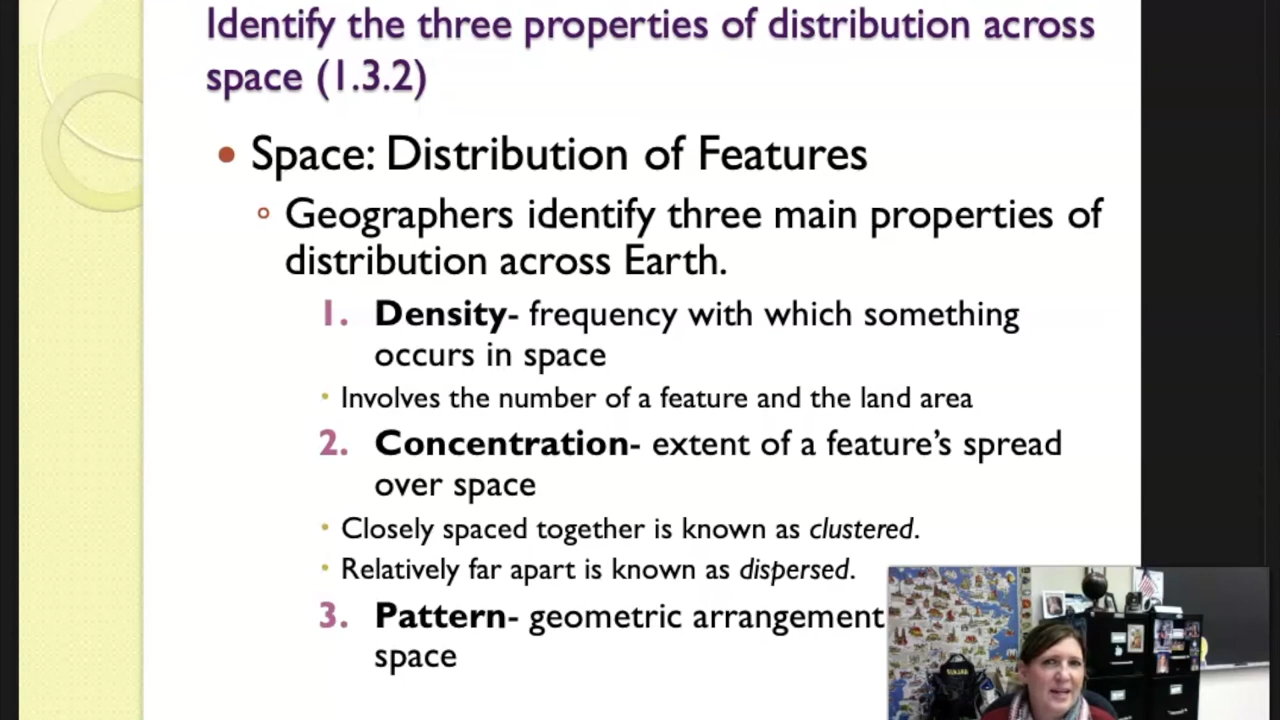 Identify the three properties of distribution across
space (1.3.2)
Space: Distribution of Features
Geographers identify three main properties of
distribution across Earth.
1. Density- frequency with which something
occurs in space
Involves the number of a feature and the land area
2. Concentration- extent of a feature’s spread
over space
Closely spaced together is known as clustered.
Relatively far apart is known as dispersed.
3. Pattern- geometric arrangement
space